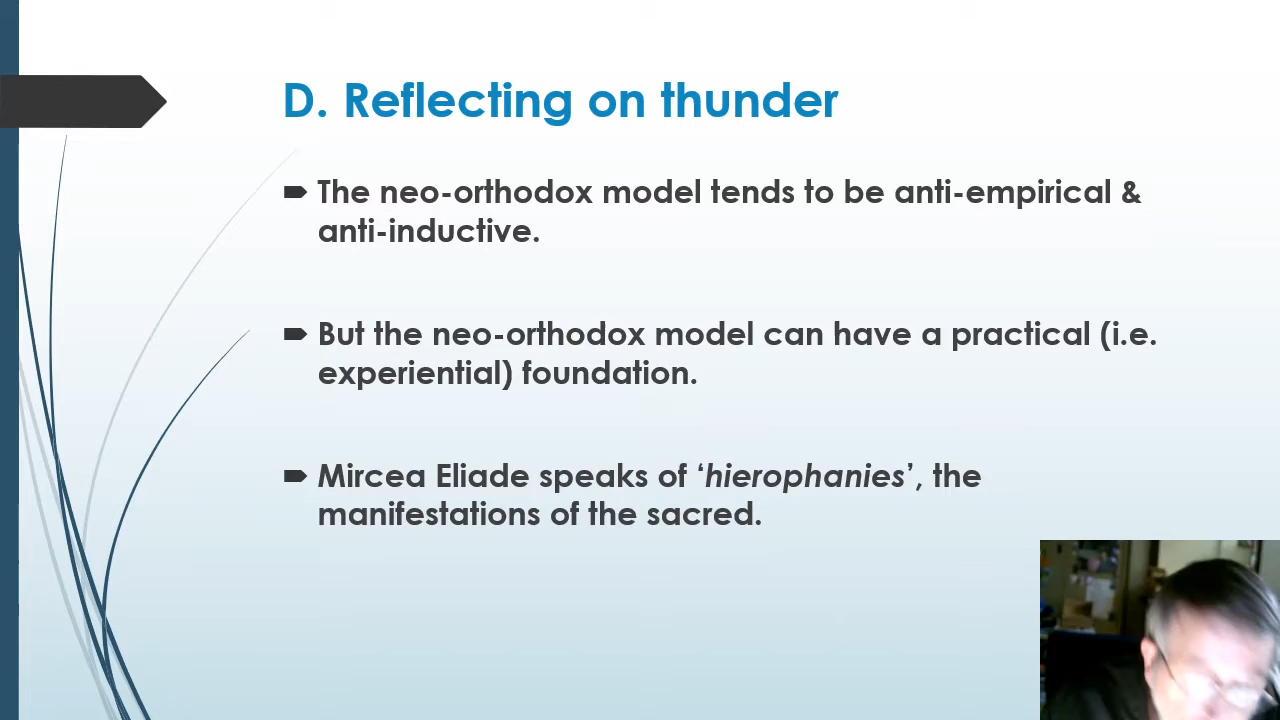 D. Reflecting on thunder
The neo-orthodox model tends to be anti-empirical &
anti-inductive.
But the neo-orthodox model can have a practical (i.e.
experiential) foundation.
Mircea Eliade speaks of ‘hierophanies’, the
manifestations of the sacred.